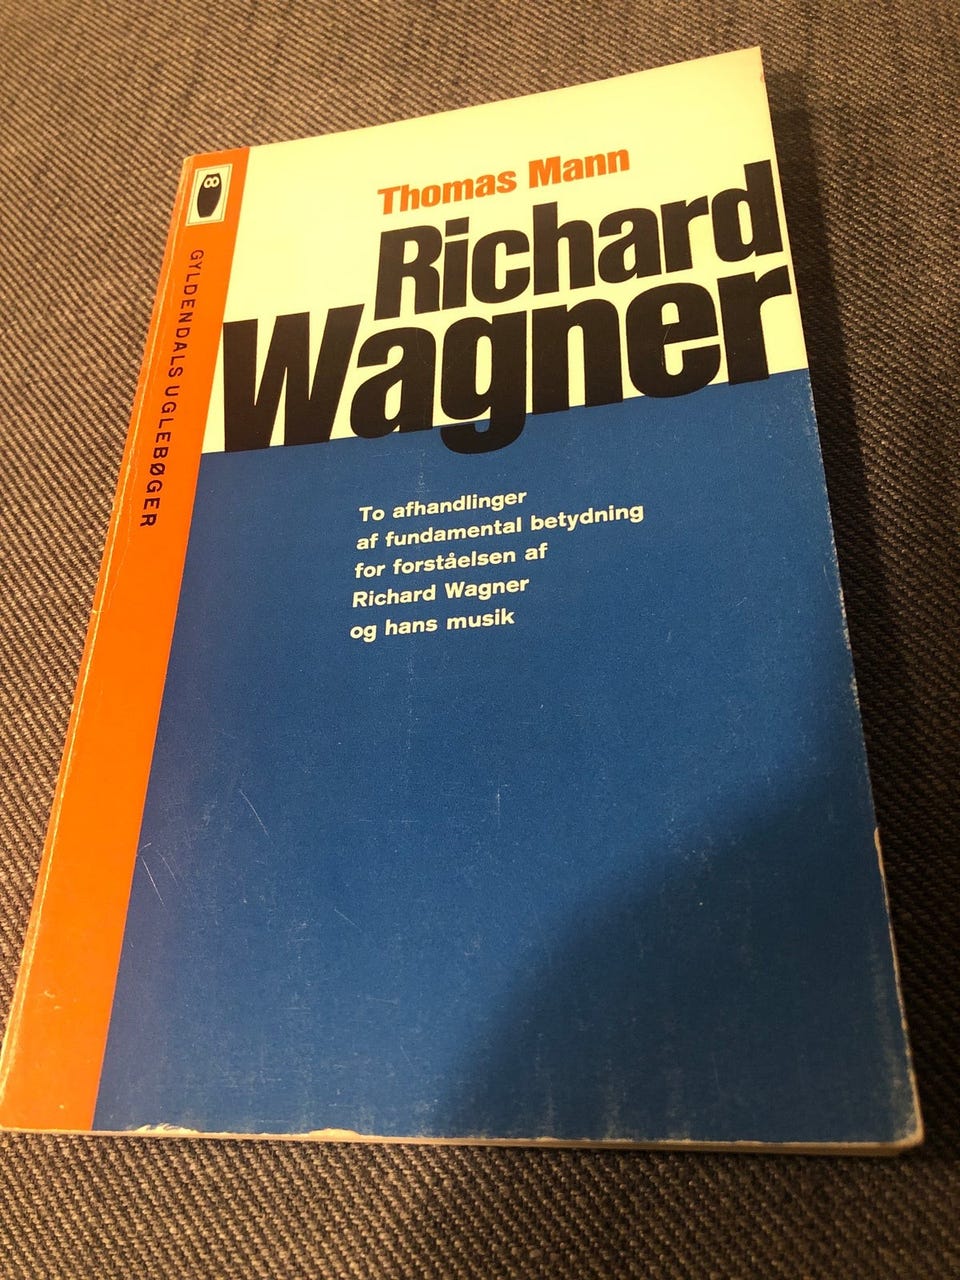 Thomas Mann
Richard
Wagner
To afhandlinger
af fundamental betydning
for forståelsen af
Richard Wagner
og hans musik
GYLDENDALS UGLEBØGER